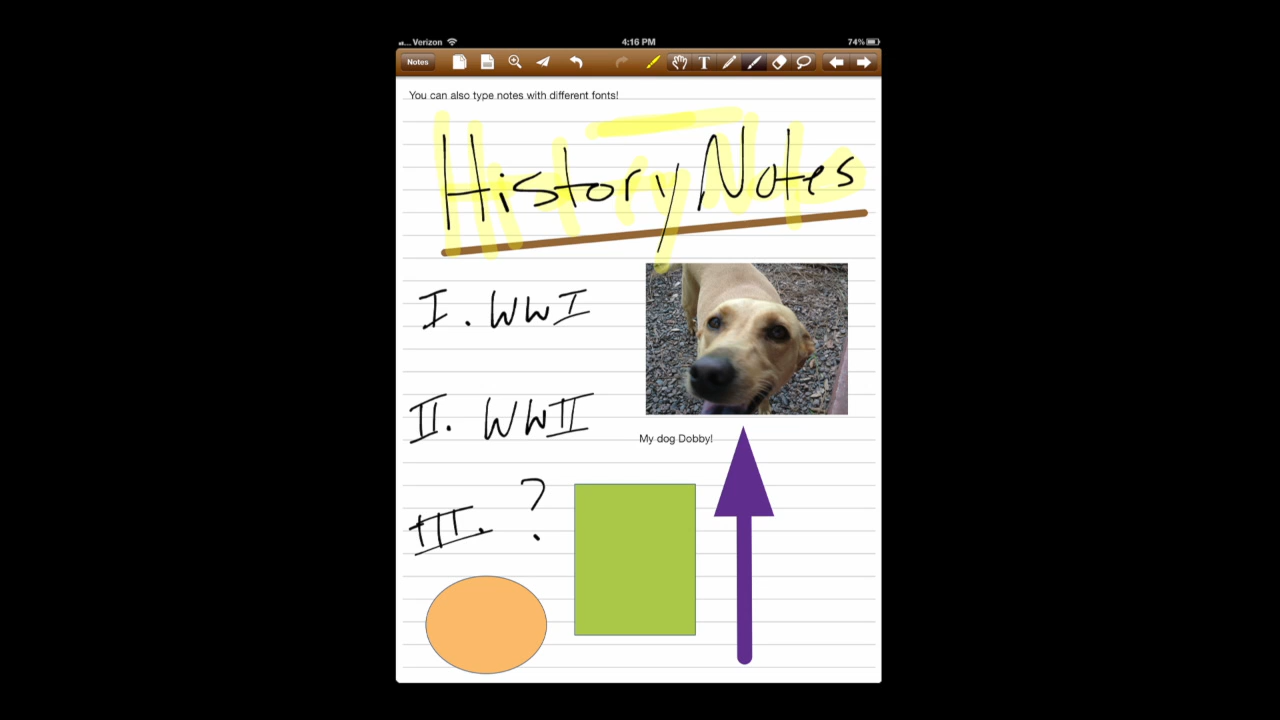 ...Verizon 4:16 PM 74%
Notes T
You can also type notes with different fonts!
History Notes
I. WWI
II. WWII
My dog Dobby!
III. ?